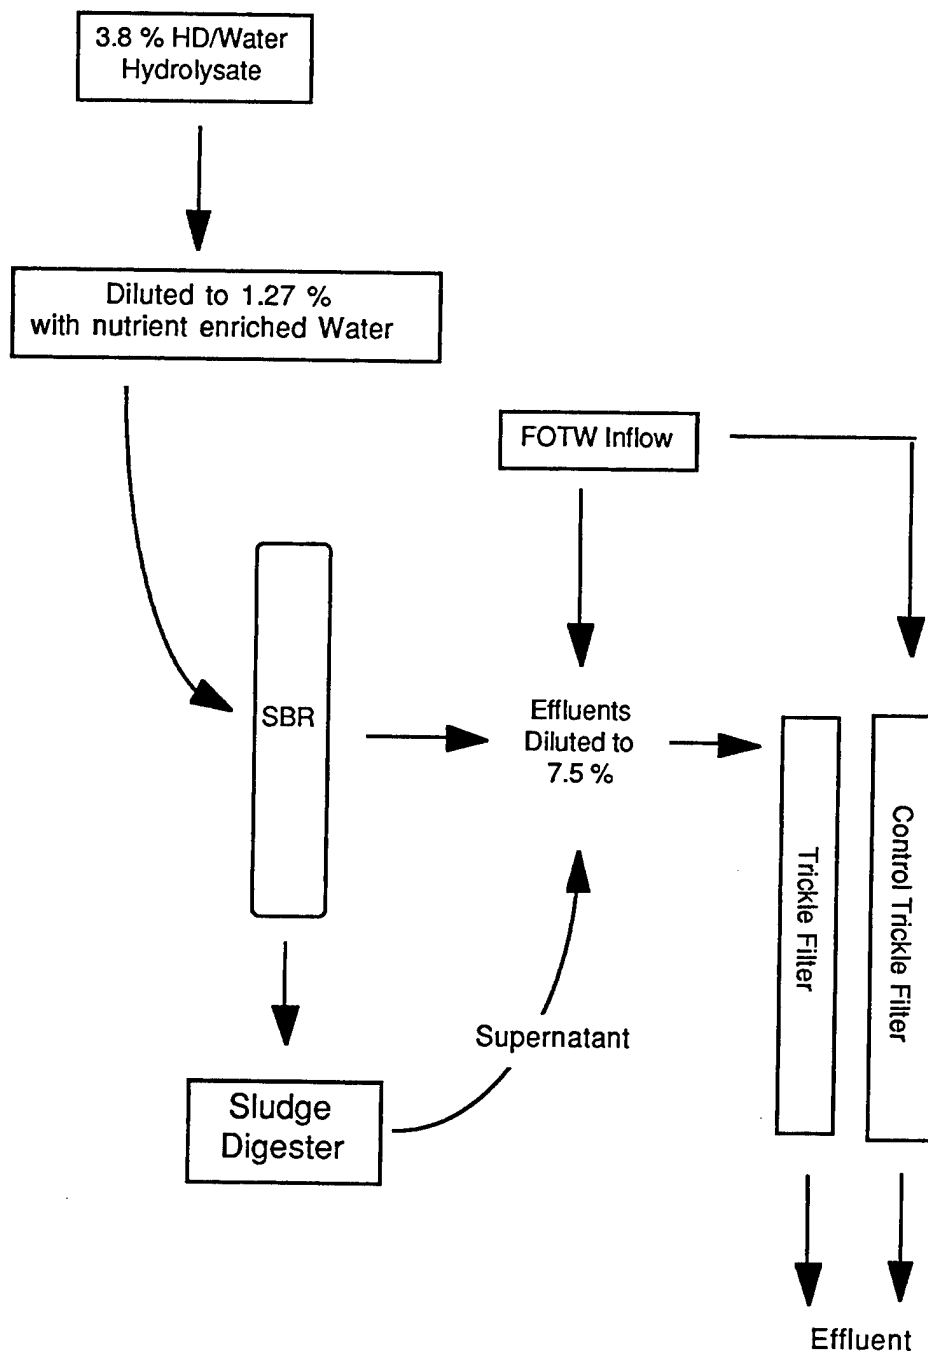 3.8 % HD/Water
Hydrolysate
Diluted to 1.27 %
with nutrient enriched Water
FOTW Inflow
SBR
Effluents
Diluted to
7.5 %
Trickle Filter
Control Trickle Filter
Supernatant
Sludge
Digester
Effluent